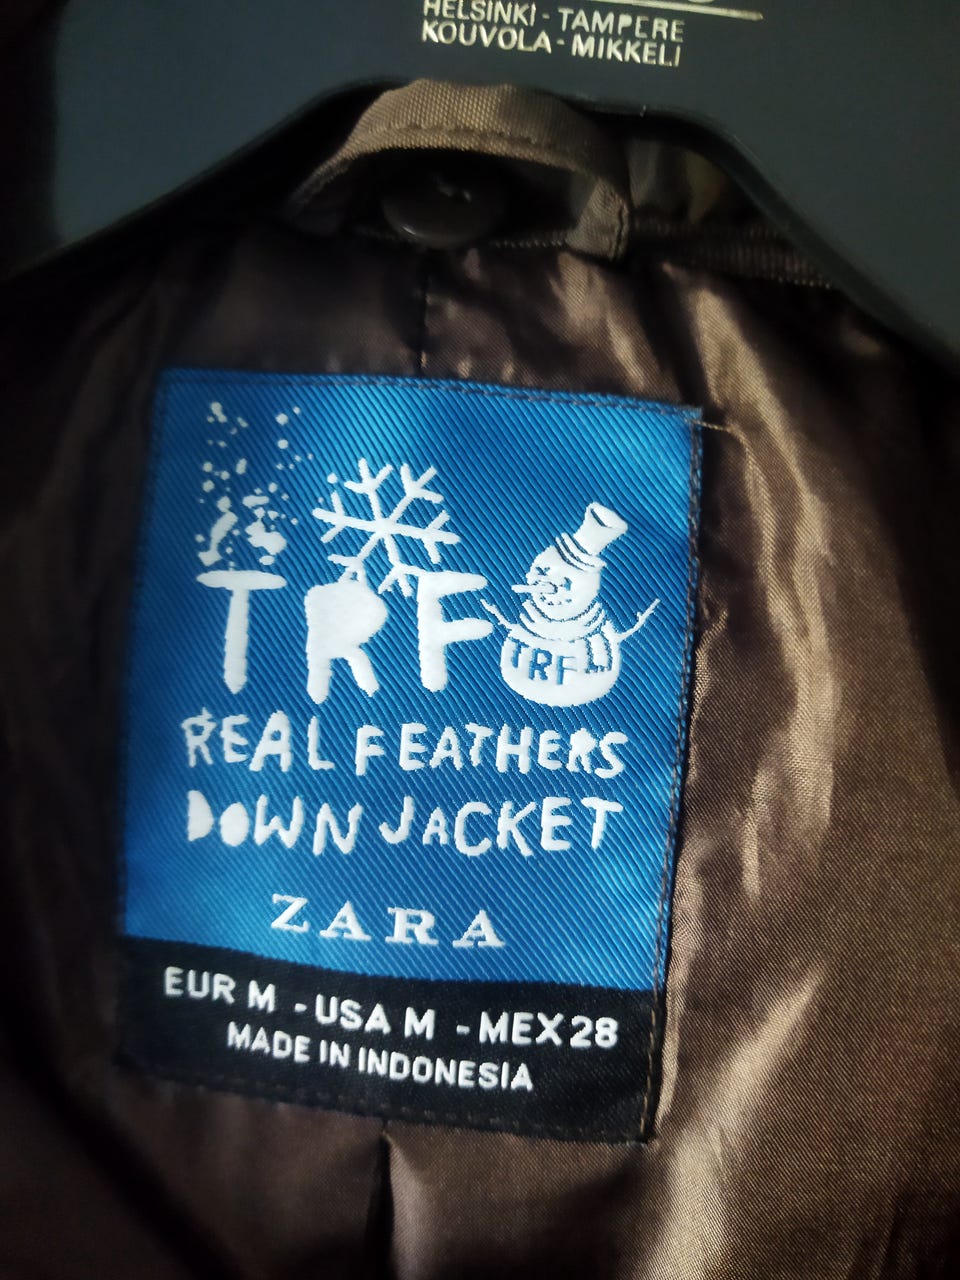 HELSINKI - TAMPERE
KOUVOLA - MIKKELI
TRF
TRF
REAL FEATHERS
DOWN JACKET
ZARA
EUR M - USA M - MEX 28
MADE IN INDONESIA